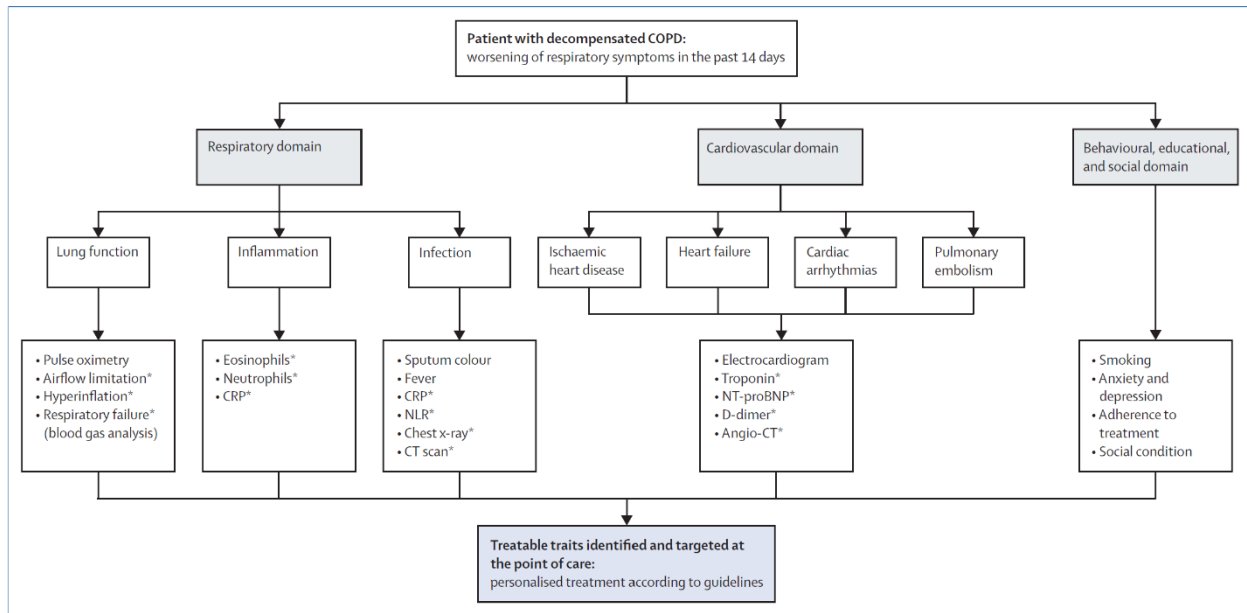 Patient with decompensated COPD:
worsening of respiratory symptoms in the past 14 days
Respiratory domain
Cardiovascular domain
Behavioural, educational,
and social domain
Lung function
Inflammation
Infection
Ischaemic
heart disease
Heart failure
Cardiac
arrhythmias
Pulmonary
embolism
• Pulse oximetry
• Airflow limitation*
• Hyperinflation*
• Respiratory failure*
(blood gas analysis)
• Eosinophils*
• Neutrophils*
• CRP*
• Sputum colour
• Fever
• CRP*
• NLR*
• Chest x-ray*
• CT scan*
• Electrocardiogram
• Troponin*
• NT-proBNP*
• D-dimer*
• Angio-CT*
• Smoking
• Anxiety and
depression
• Adherence to
treatment
• Social condition
Treatable traits identified and targeted at
the point of care:
personalised treatment according to guidelines